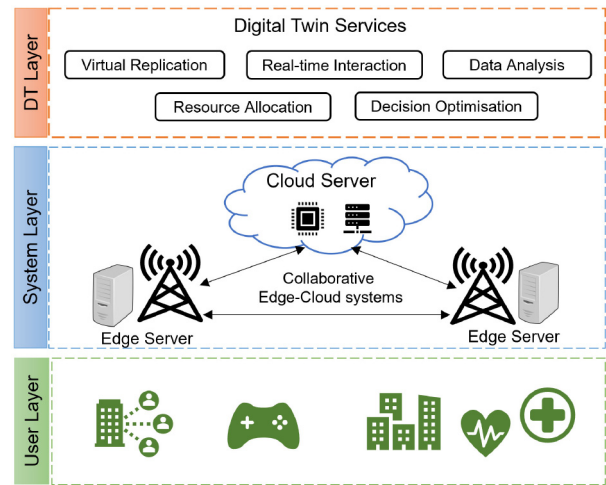 DT Layer
Digital Twin Services
Virtual Replication
Real-time Interaction
Data Analysis
Resource Allocation
Decision Optimisation
System Layer
Cloud Server
Collaborative
Edge-Cloud systems
Edge Server
Edge Server
User Layer